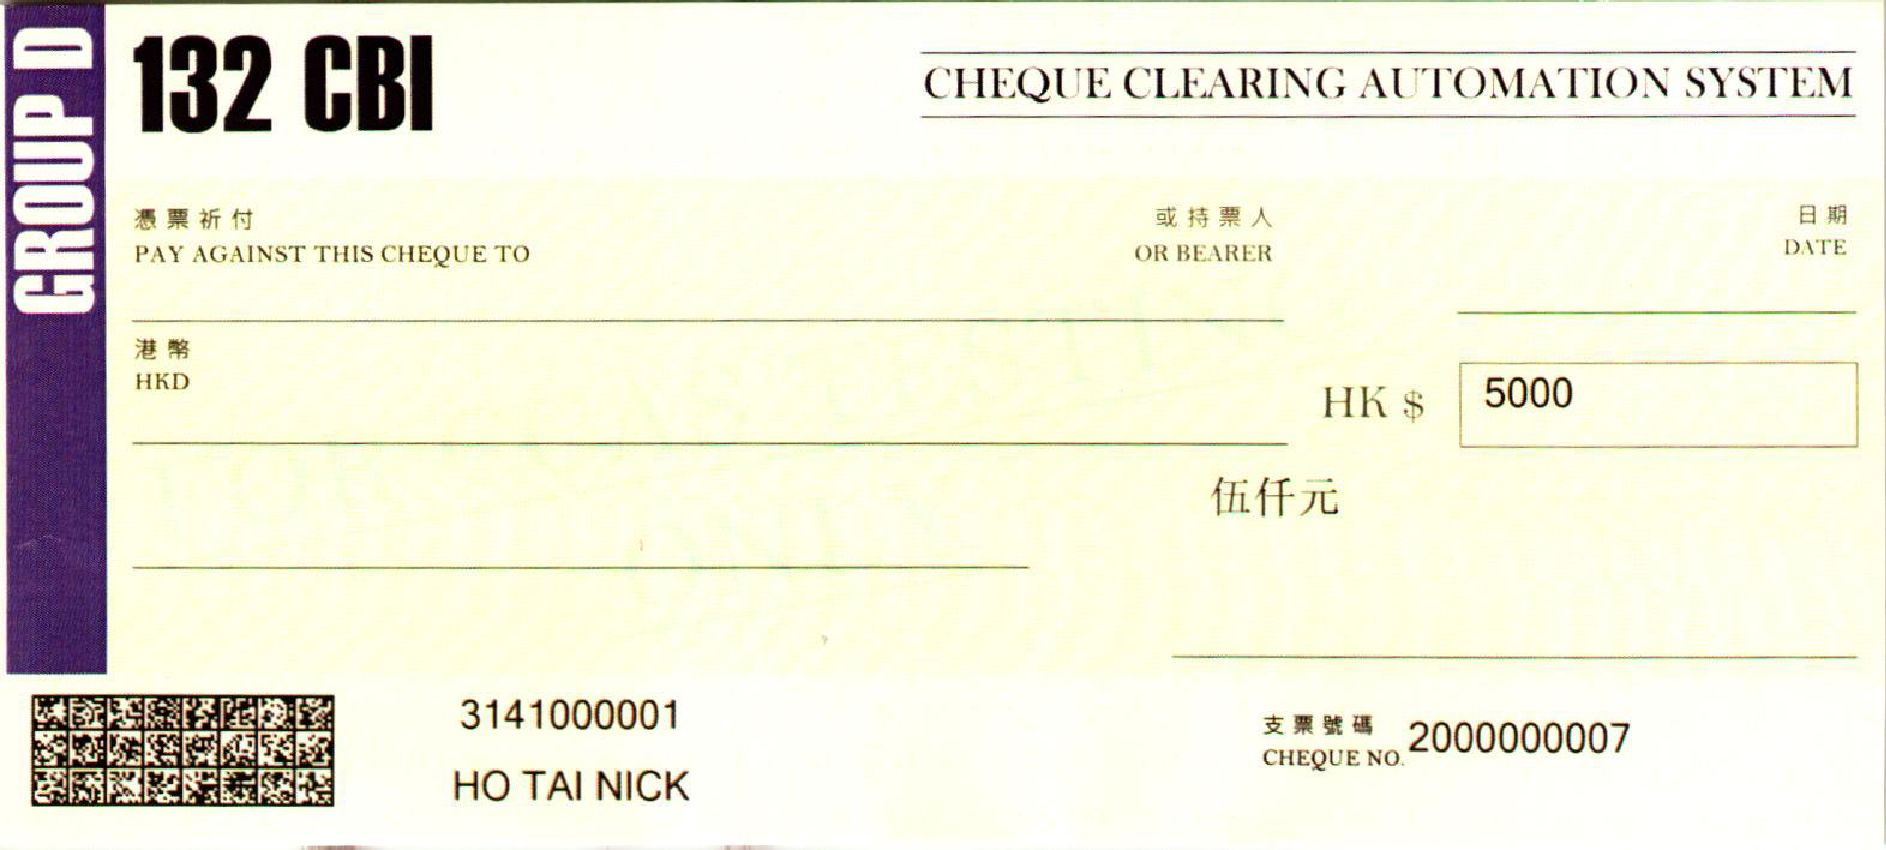 GROUP D
132 CBI
CHEQUE CLEARING AUTOMATION SYSTEM
憑票祈付
或持票人
日期
PAY AGAINST THIS CHEQUE TO
OR BEARER
DATE
港幣
HKD
HK $ 5000
伍仟元
3141000001
支票號碼
CHEQUE NO. 2000000007
HO TAI NICK